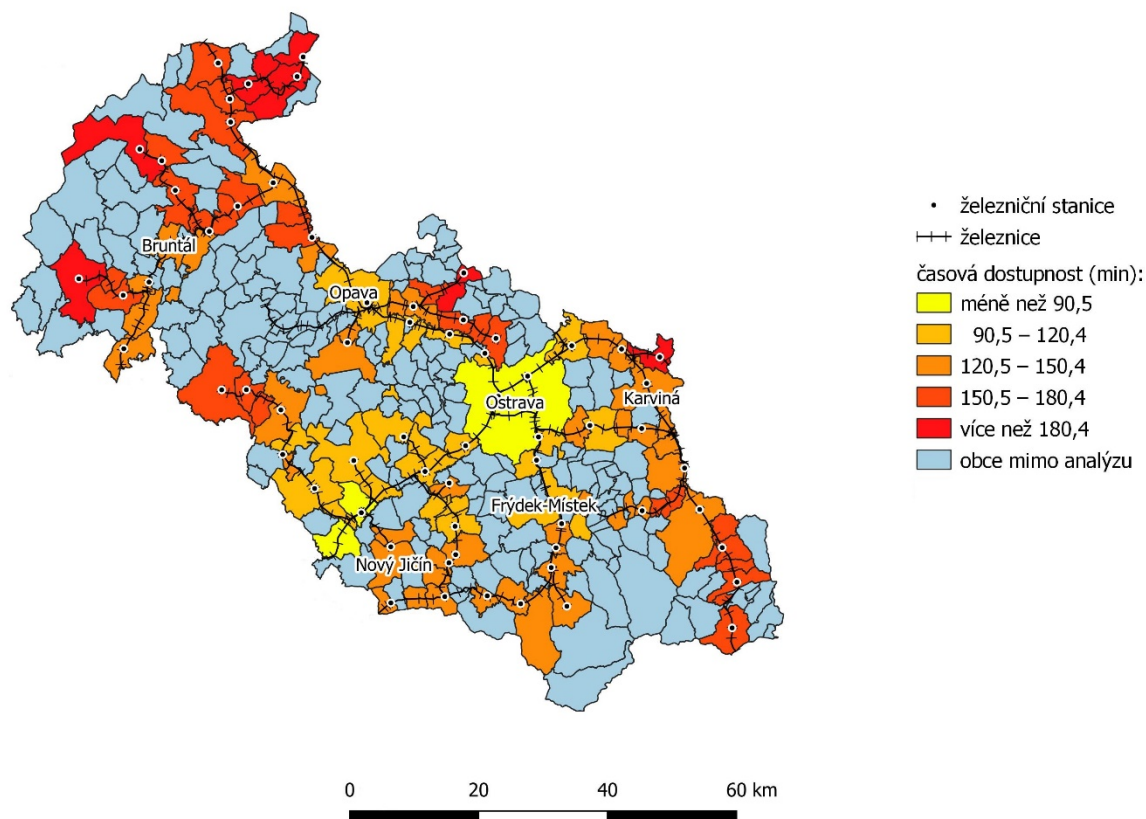 Bruntál
Opava
Ostrava
Karviná
Frýdek-Místek
Nový Jičín
železniční stanice
železnice
časová dostupnost (min):
méně než 90,5
90,5 – 120,4
120,5 – 150,4
150,5 – 180,4
více než 180,4
obce mimo analýzu
0 20 40 60 km